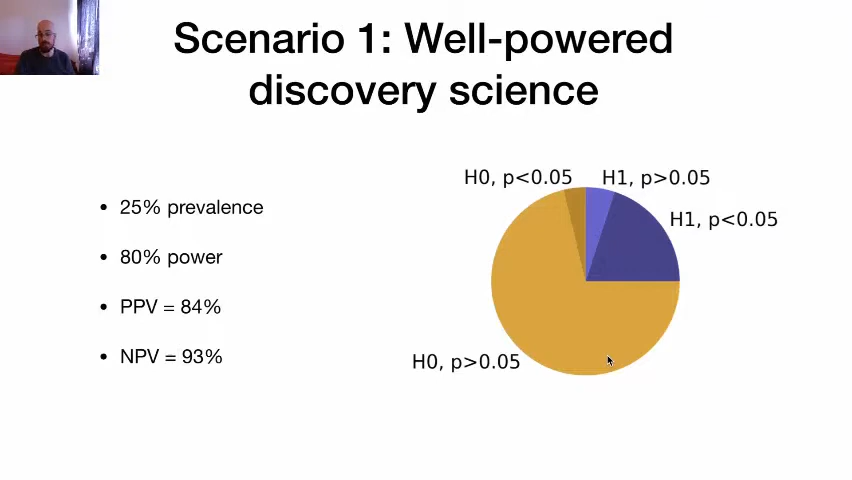 Scenario 1: Well-powered
discovery science
• 25% prevalence
• 80% power
• PPV = 84%
• NPV = 93%
H0, p<0.05
H1, p>0.05
H1, p<0.05
H0, p>0.05